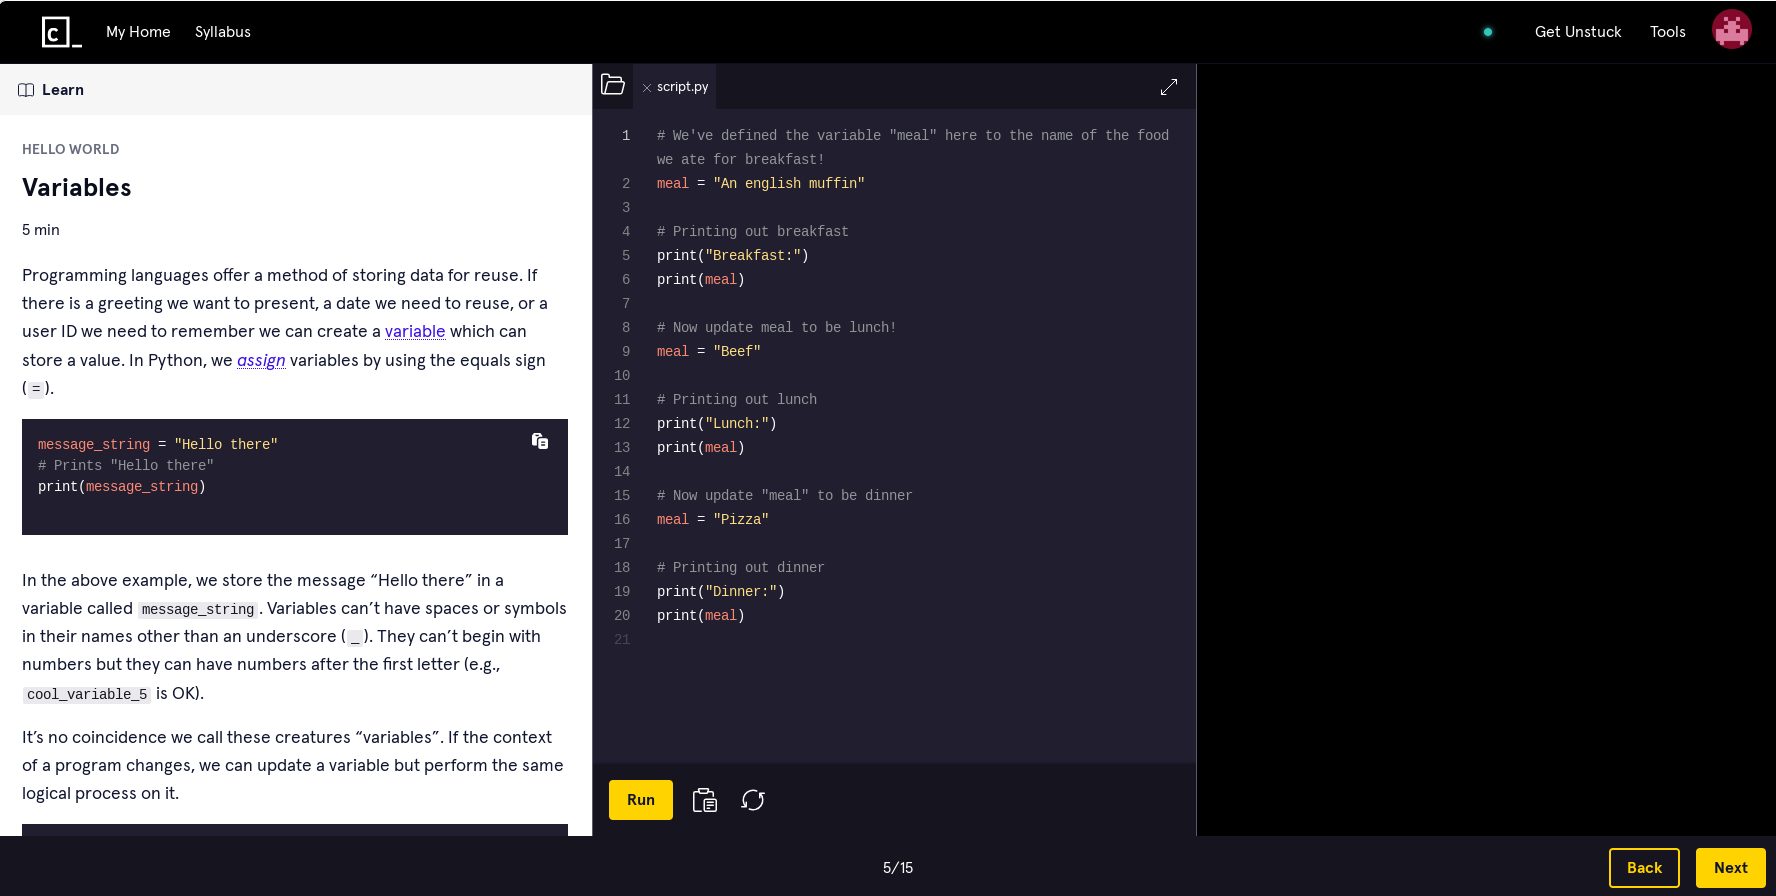 My Home Syllabus Get Unstuck Tools
Learn
HELLO WORLD
Variables
5 min
Programming languages offer a method of storing data for reuse. If
there is a greeting we want to present, a date we need to reuse, or a
user ID we need to remember we can create a variable which can
store a value. In Python, we assign variables by using the equals sign
(=).
message_string = "Hello there"
# Prints "Hello there"
print(message_string)
In the above example, we store the message “Hello there” in a
variable called message_string. Variables can’t have spaces or symbols
in their names other than an underscore (_). They can’t begin with
numbers but they can have numbers after the first letter (e.g.,
cool_variable_5 is OK).
It’s no coincidence we call these creatures “variables”. If the context
of a program changes, we can update a variable but perform the same
logical process on it.
script.py
1 # We've defined the variable "meal" here to the name of the food
we ate for breakfast!
2 meal = "An english muffin"
3
4 # Printing out breakfast
5 print("Breakfast:")
6 print(meal)
7
8 # Now update meal to be lunch!
9 meal = "Beef"
10
11 # Printing out lunch
12 print("Lunch:")
13 print(meal)
14
15 # Now update "meal" to be dinner
16 meal = "Pizza"
17
18 # Printing out dinner
19 print("Dinner:")
20 print(meal)
21
Run
5/15
Back Next